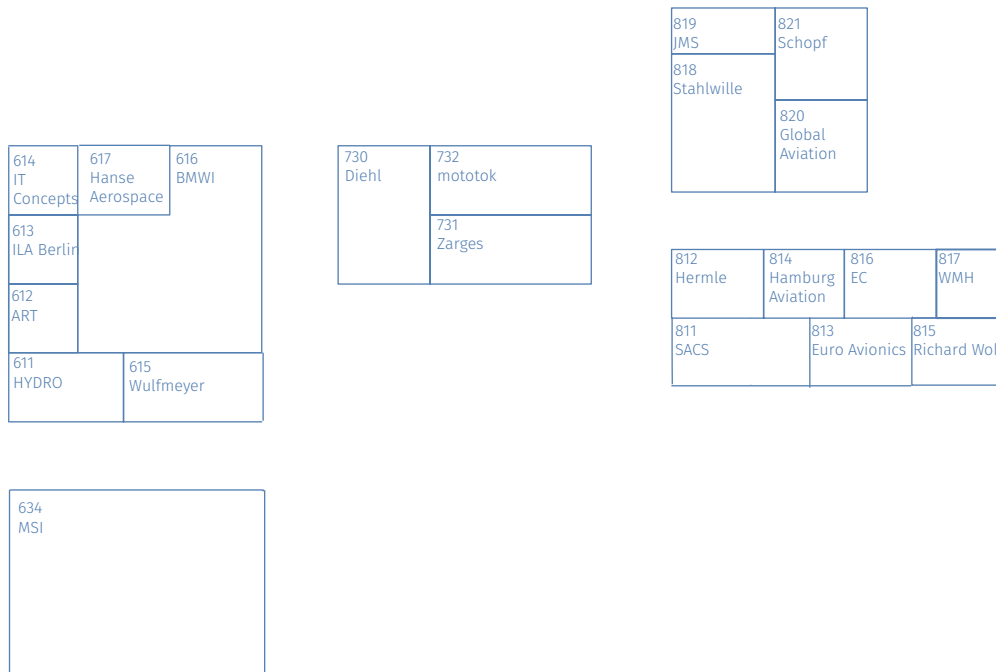 819
JMS
821
Schopf
818
Stahlwille
820
Global
Aviation
614
IT
Concepts
617
Hanse
Aerospace
616
BMWI
613
ILA Berlin
612
ART
611
HYDRO
615
Wulfmeyer
730
Diehl
732
mototok
731
Zarges
812
Hermle
814
Hamburg
Aviation
816
EC
817
WMH
811
SACS
813
Euro Avionics
815
Richard
634
MSI